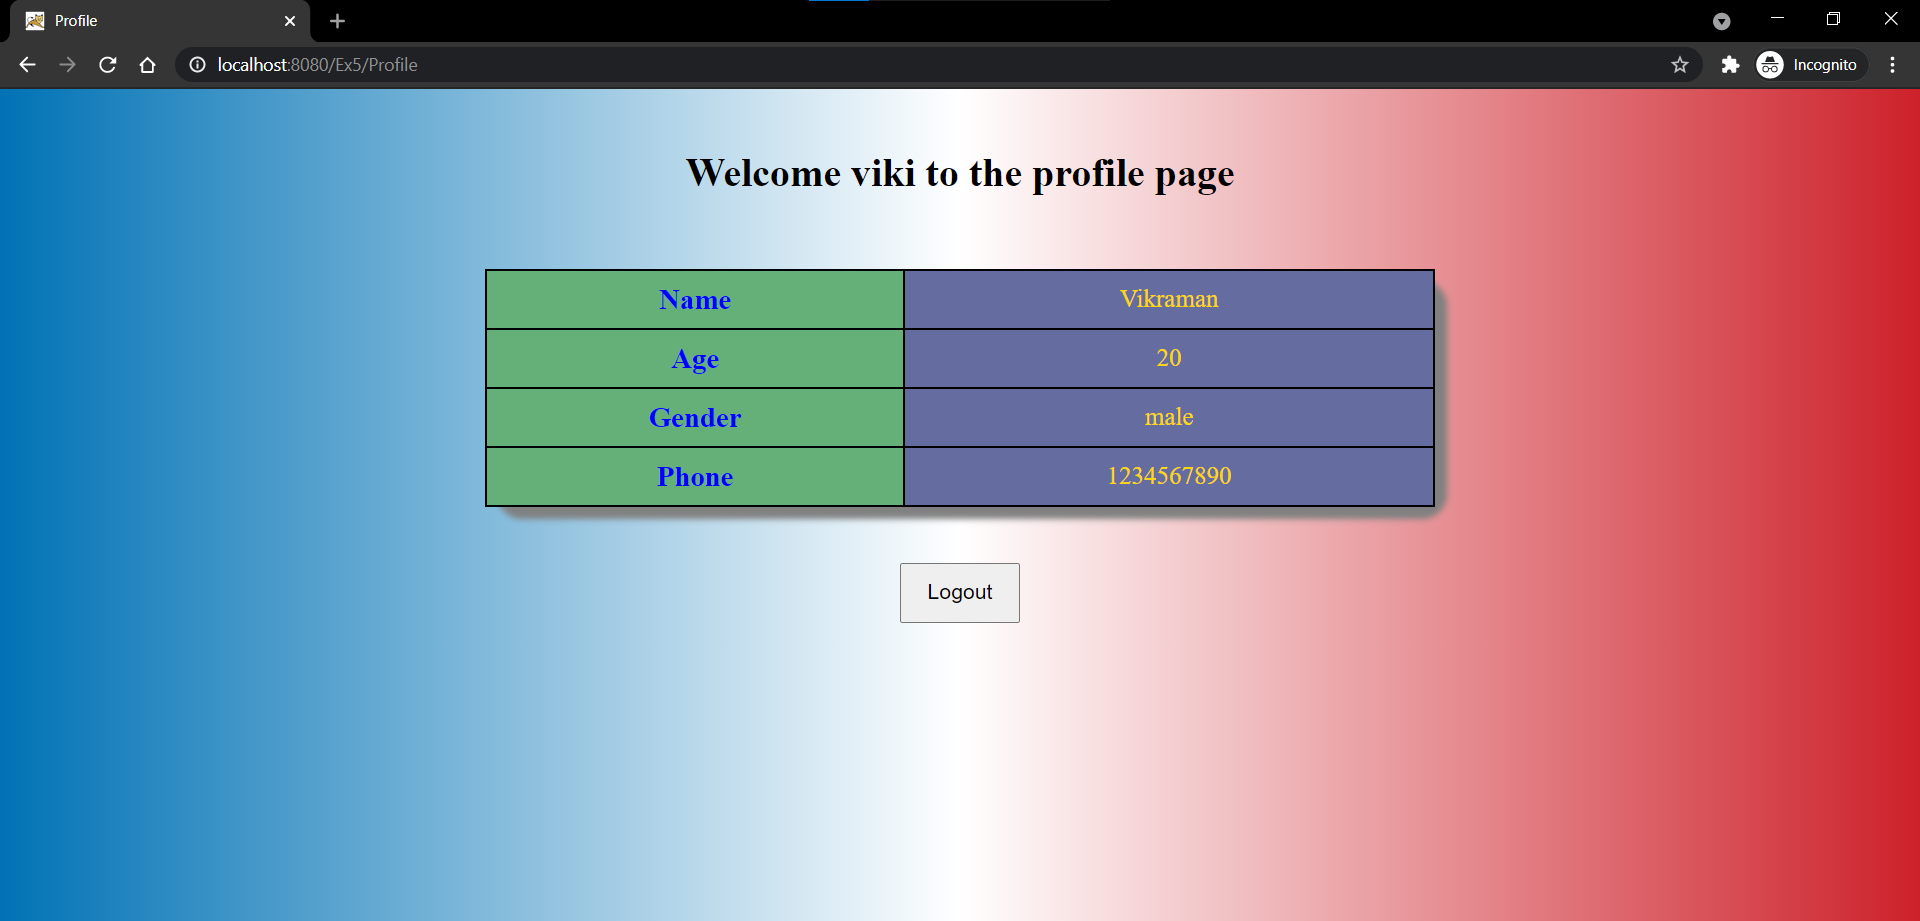 Profile
localhost:8080/Ex5/Profile
Incognito
Welcome viki to the profile page
Name Vikraman
Age 20
Gender male
Phone 1234567890
Logout